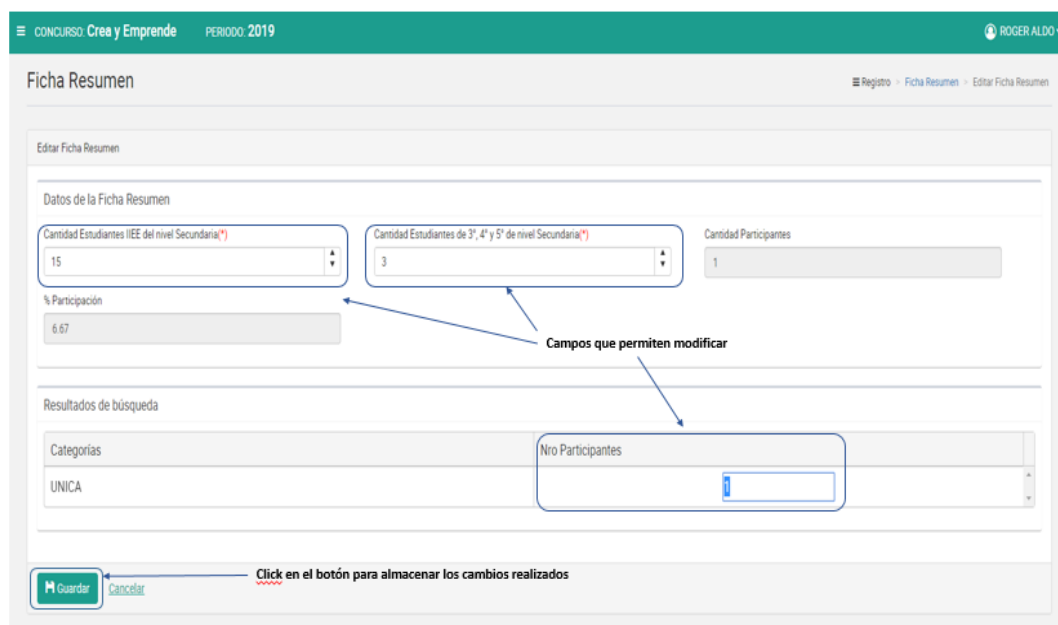 CONCURSO: Crea y Emprende PERIODO: 2019 ROGER ALDO
Ficha Resumen
Registro > Ficha Resumen > Editar Ficha Resumen
Editar Ficha Resumen
Datos de la Ficha Resumen
Cantidad Estudiantes IIEE del nivel Secundaria(*) Cantidad Estudiantes de 3°, 4° y 5° de nivel Secundaria(*) Cantidad Participantes
15 3 1
% Participación
6.67
Campos que permiten modificar
Resultados de búsqueda
Categorías Nro Participantes
UNICA 1
Click en el botón para almacenar los cambios realizados
Guardar Cancelar